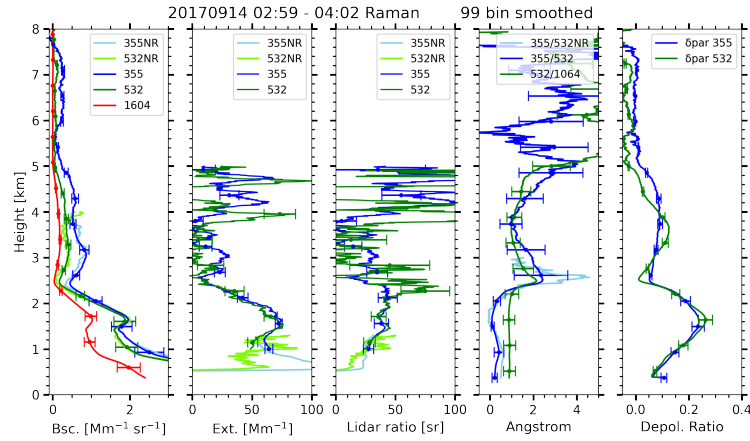 20170914 02:59 - 04:02 Raman 99 bin smoothed
Height [km]
8
7
6
5
4
3
2
1
0
355NR
532NR
355
532
1604
0 2
Bsc. [Mm⁻¹ sr⁻¹]
355NR
532NR
355
532
0 50 100
Ext. [Mm⁻¹]
355NR
532NR
355
532
0 50 100
Lidar ratio [sr]
355/532NR
355/532
532/1064
0 2 4
Angstrom
δpar 355
δpar 532
0.0 0.2 0.4
Depol. Ratio